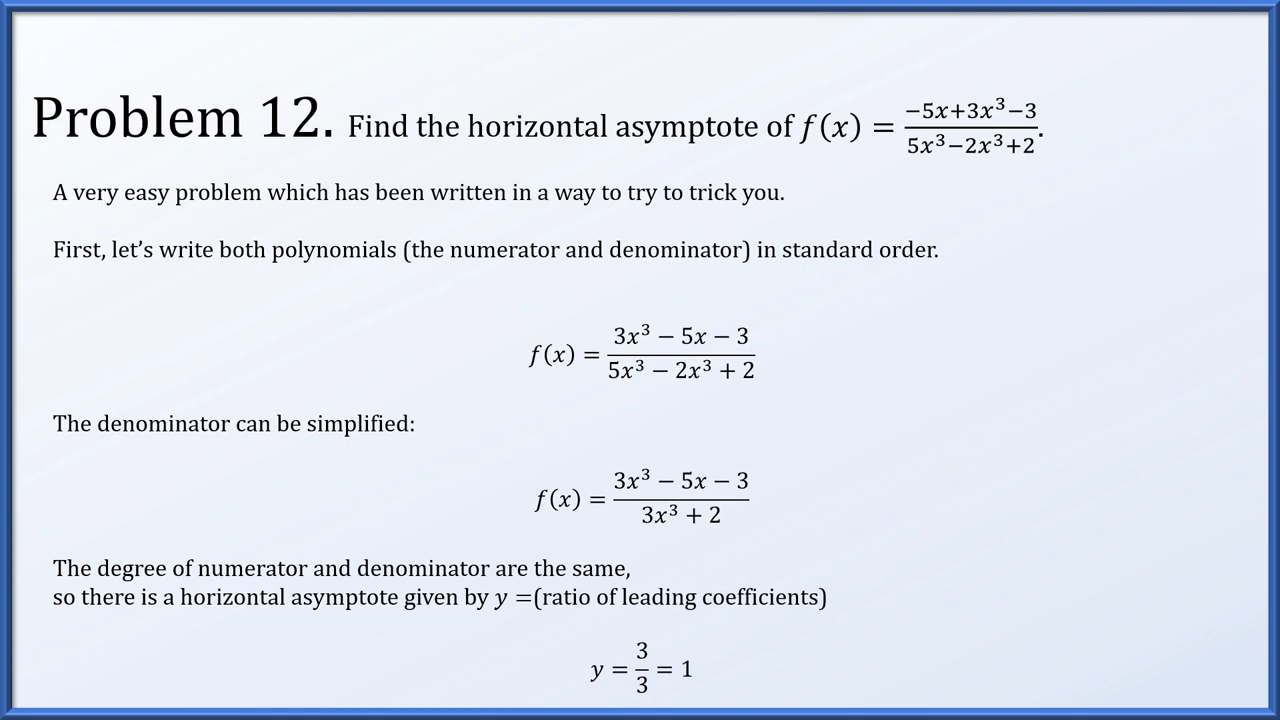 Problem 12. Find the horizontal asymptote of f(x) = (−5x+3x³−3)/(5x³−2x³+2).
A very easy problem which has been written in a way to try to trick you.
First, let’s write both polynomials (the numerator and denominator) in standard order.
f(x) = (3x³ − 5x − 3)/(5x³ − 2x³ + 2)
The denominator can be simplified:
f(x) = (3x³ − 5x − 3)/(3x³ + 2)
The degree of numerator and denominator are the same,
so there is a horizontal asymptote given by y =(ratio of leading coefficients)
y = 3/3 = 1